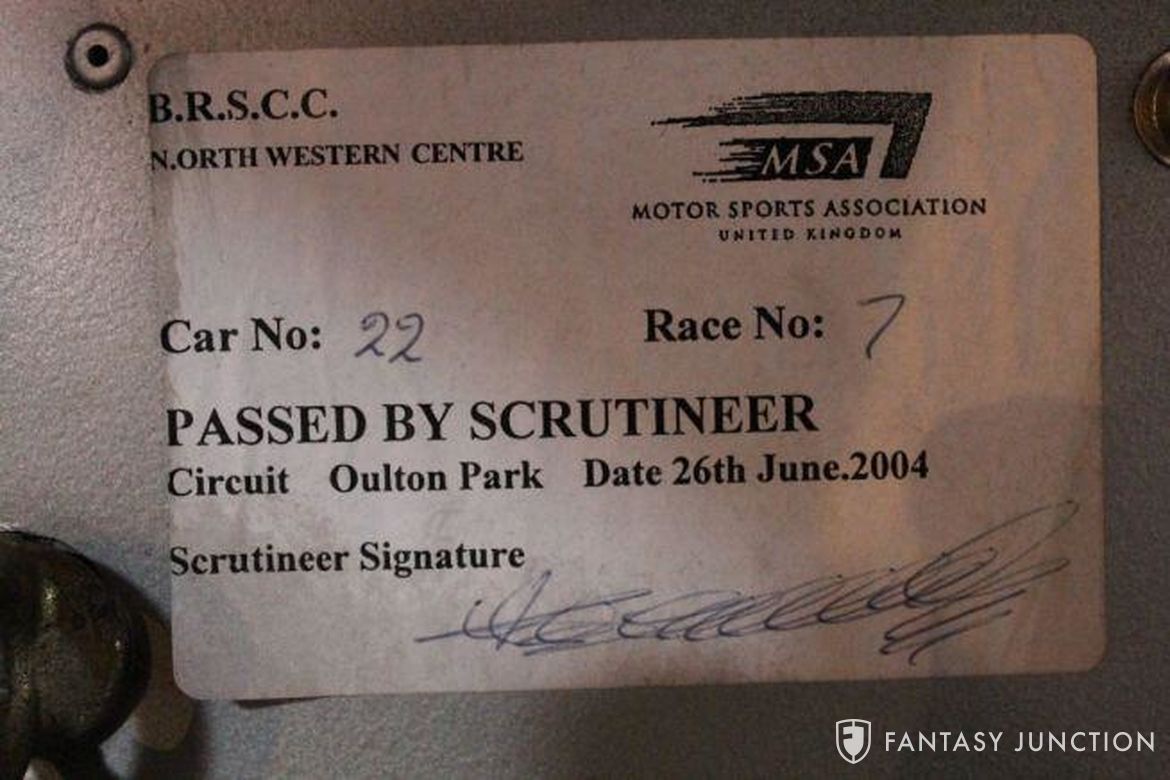 B.R.S.C.C.
N.ORTH WESTERN CENTRE
MSA
MOTOR SPORTS ASSOCIATION
UNITED KINGDOM
Car No: 22 Race No: 7
PASSED BY SCRUTINEER
Circuit Oulton Park Date 26th June.2004
Scrutineer Signature
FANTASY JUNCTION